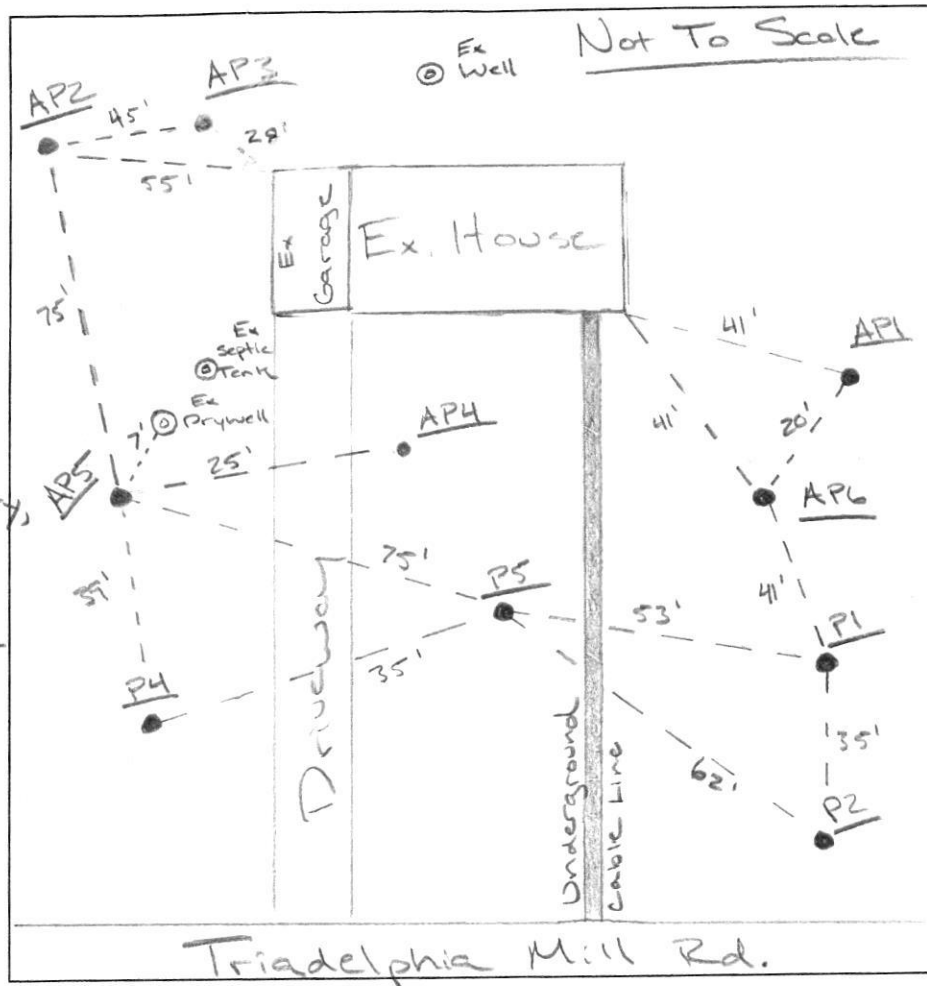 Not To Scale
Ex
Well
AP2
AP3
45'
28'
55'
Ex
Garage
Ex. House
75'
41'
AP1
Ex
Septic
Tank
Ex
Drywell
7'
41'
20'
AP4
25'
AP5
AP6
39'
75'
P5
41'
53'
P1
35'
P4
Driveway
Underground
Cable Line
62'
35'
P2
Triadelphia Mill Rd.